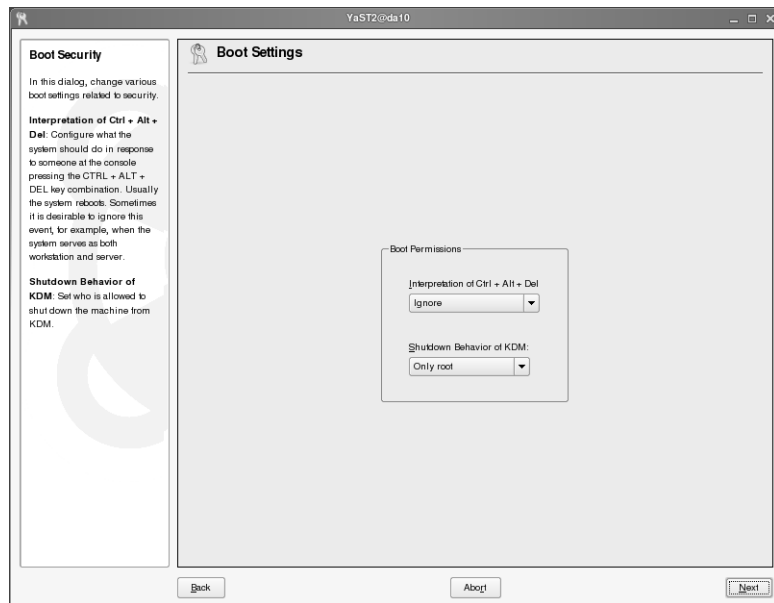 YaST2@da10
Boot Security
In this dialog, change various
boot settings related to security.
Interpretation of Ctrl + Alt +
Del: Configure what the
system should do in response
to someone at the console
pressing the CTRL + ALT +
DEL key combination. Usually
the system reboots. Sometimes
it is desirable to ignore this
event, for example, when the
system serves as both
workstation and server.
Shutdown Behavior of
KDM: Set who is allowed to
shut down the machine from
KDM.
Boot Settings
Boot Permissions
Interpretation of Ctrl + Alt + Del
Ignore
Shutdown Behavior of KDM:
Only root
Back
Abort
Next